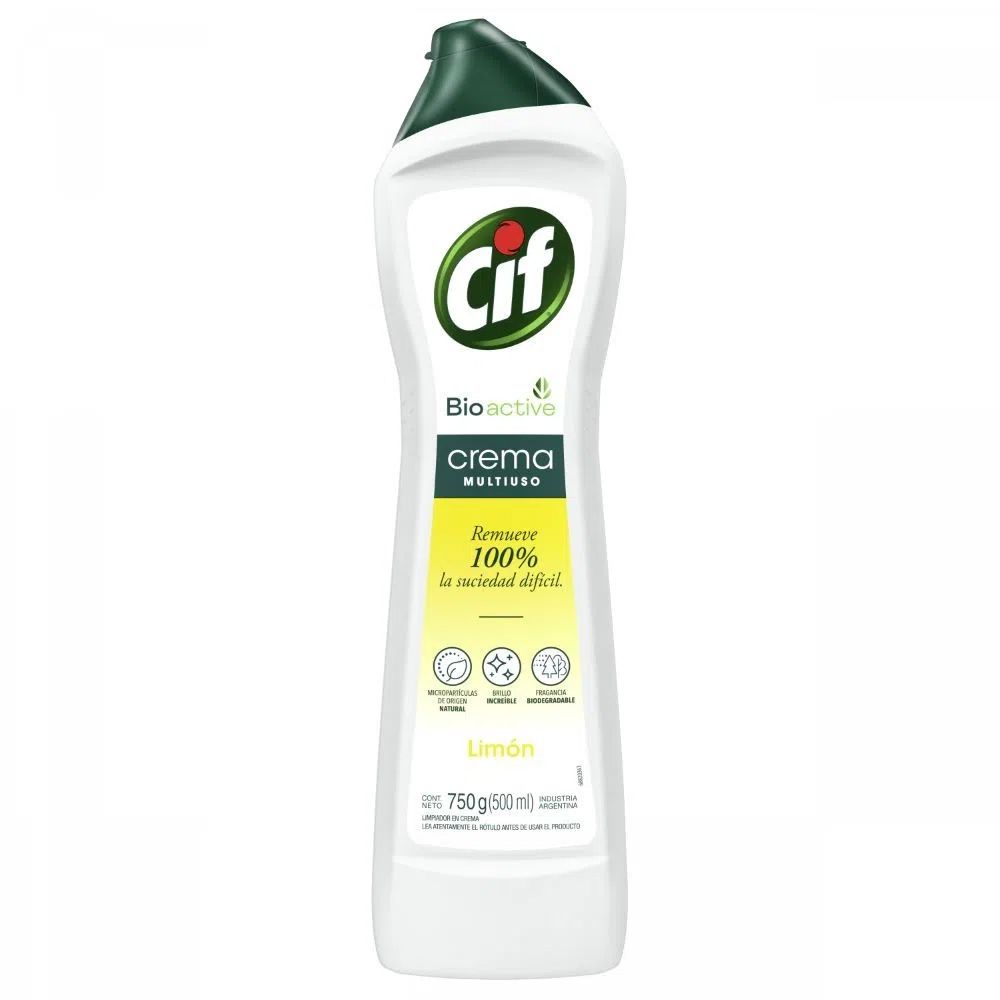 Cif
Bioactive
crema
MULTIUSO
Remueve
100%
la suciedad difícil.
MICROPARTÍCULAS
DE ORIGEN
NATURAL
BRILLO
INCREÍBLE
FRAGANCIA
BIODEGRADABLE
Limón
CONT.
NETO
750 g (500 ml)
INDUSTRIA
ARGENTINA
LIMPIADOR EN CREMA
LEA ATENTAMENTE EL RÓTULO ANTES DE USAR EL PRODUCTO